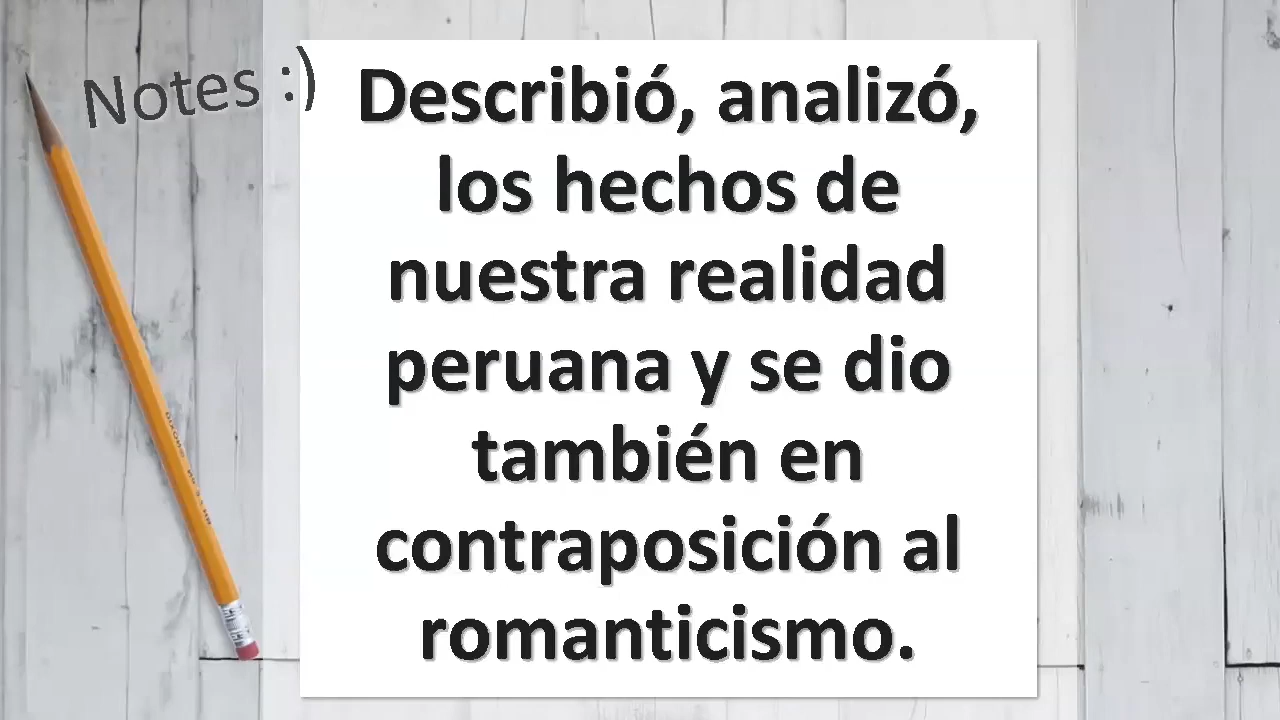 Notes :)
Describió, analizó,
los hechos de
nuestra realidad
peruana y se dio
también en
contraposición al
romanticismo.